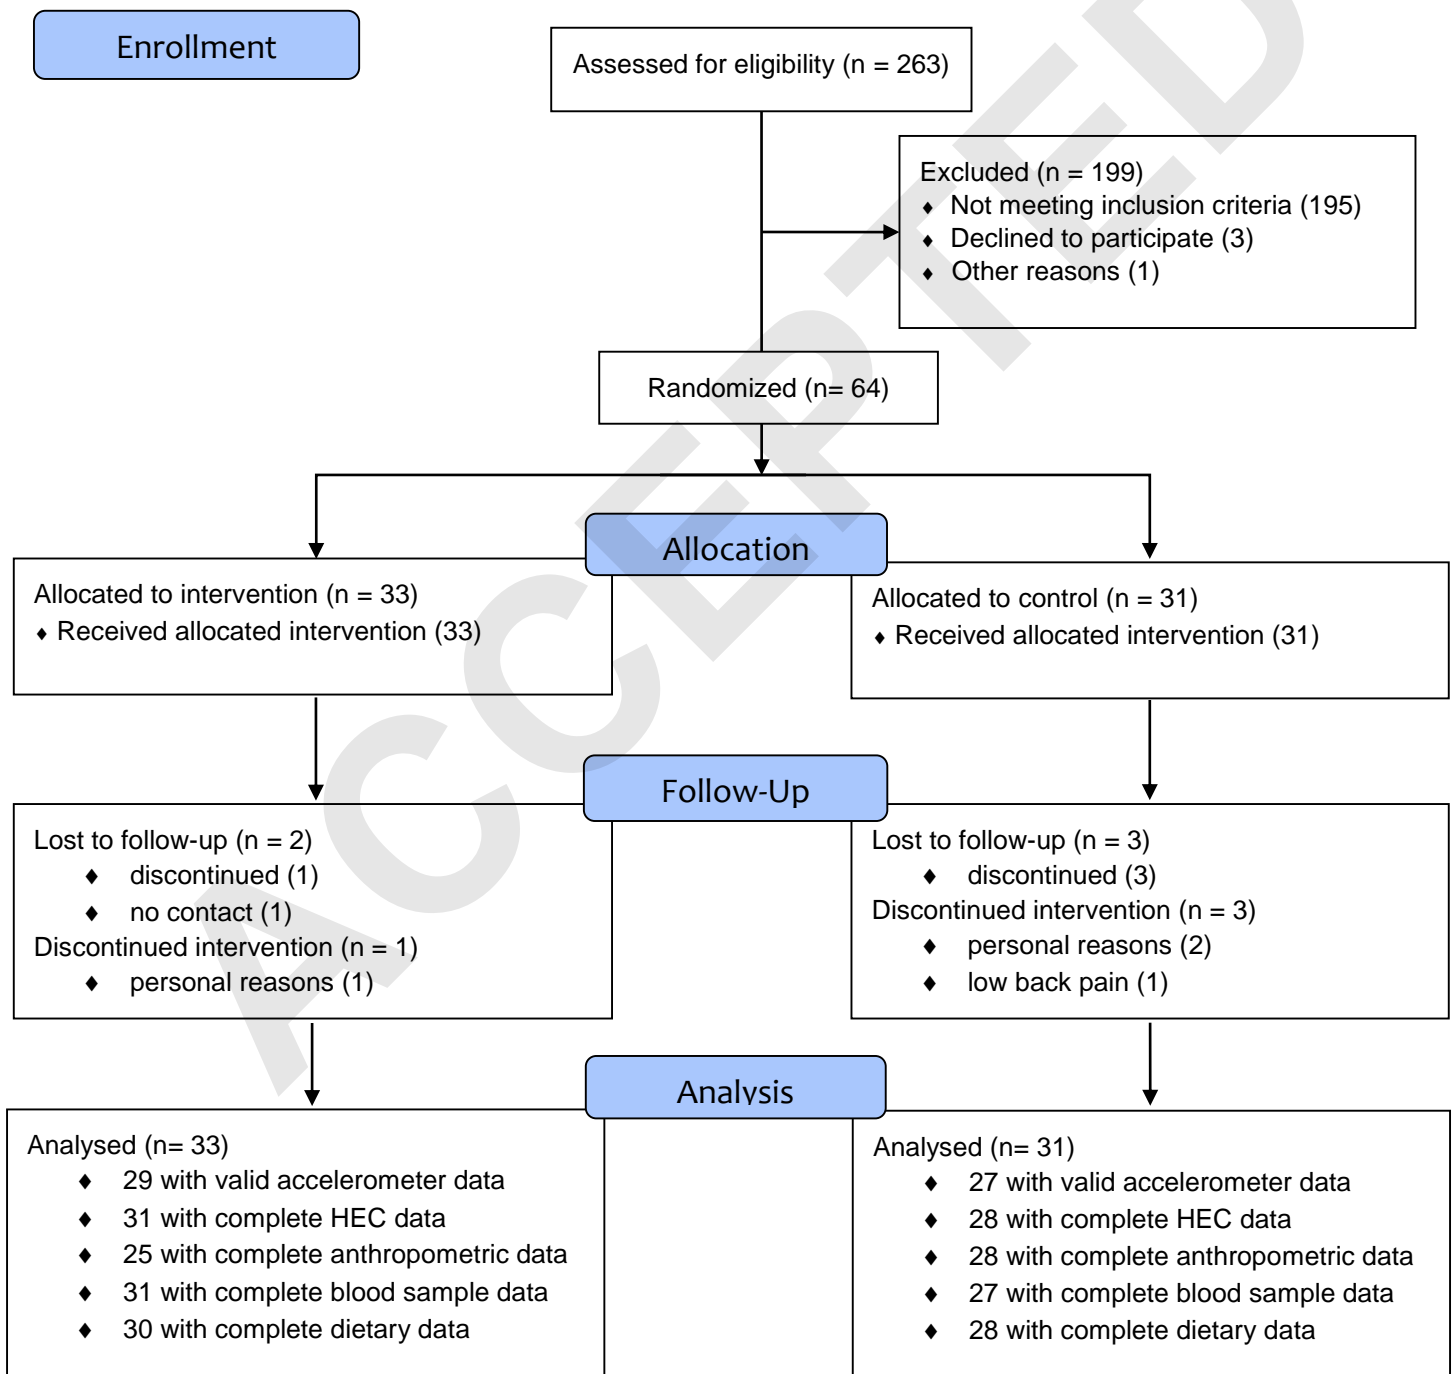 Enrollment
Assessed for eligibility (n = 263)
Excluded (n = 199)
♦ Not meeting inclusion criteria (195)
♦ Declined to participate (3)
♦ Other reasons (1)
Randomized (n= 64)
Allocation
Allocated to intervention (n = 33)
♦ Received allocated intervention (33)
Allocated to control (n = 31)
♦ Received allocated intervention (31)
Follow-Up
Lost to follow-up (n = 2)
♦ discontinued (1)
♦ no contact (1)
Discontinued intervention (n = 1)
♦ personal reasons (1)
Lost to follow-up (n = 3)
♦ discontinued (3)
Discontinued intervention (n = 3)
♦ personal reasons (2)
♦ low back pain (1)
Analysis
Analysed (n= 33)
♦ 29 with valid accelerometer data
♦ 31 with complete HEC data
♦ 25 with complete anthropometric data
♦ 31 with complete blood sample data
♦ 30 with complete dietary data
Analysed (n= 31)
♦ 27 with valid accelerometer data
♦ 28 with complete HEC data
♦ 28 with complete anthropometric data
♦ 27 with complete blood sample data
♦ 28 with complete dietary data
ACCEPTED